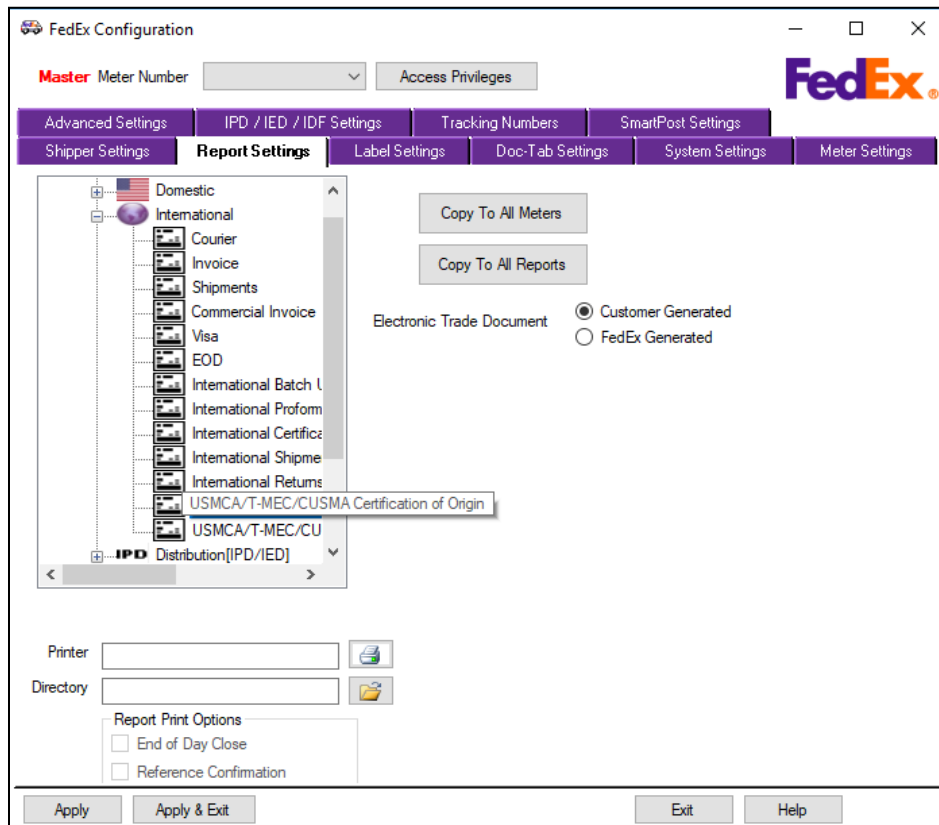 FedEx Configuration
Master Meter Number
Access Privileges
FedEx ®
Advanced Settings
IPD / IED / IDF Settings
Tracking Numbers
SmartPost Settings
Shipper Settings
Report Settings
Label Settings
Doc-Tab Settings
System Settings
Meter Settings
Domestic
International
Courier
Invoice
Shipments
Commercial Invoice
Visa
EOD
International Batch U
International Proform
International Certifica
International Shipme
International Returns
USMCA/T-MEC/CUSMA Certification of Origin
USMCA/T-MEC/CU
IPD Distribution[IPD/IED]
Copy To All Meters
Copy To All Reports
Electronic Trade Document
Customer Generated
FedEx Generated
Printer
Directory
Report Print Options
End of Day Close
Reference Confirmation
Apply
Apply & Exit
Exit
Help